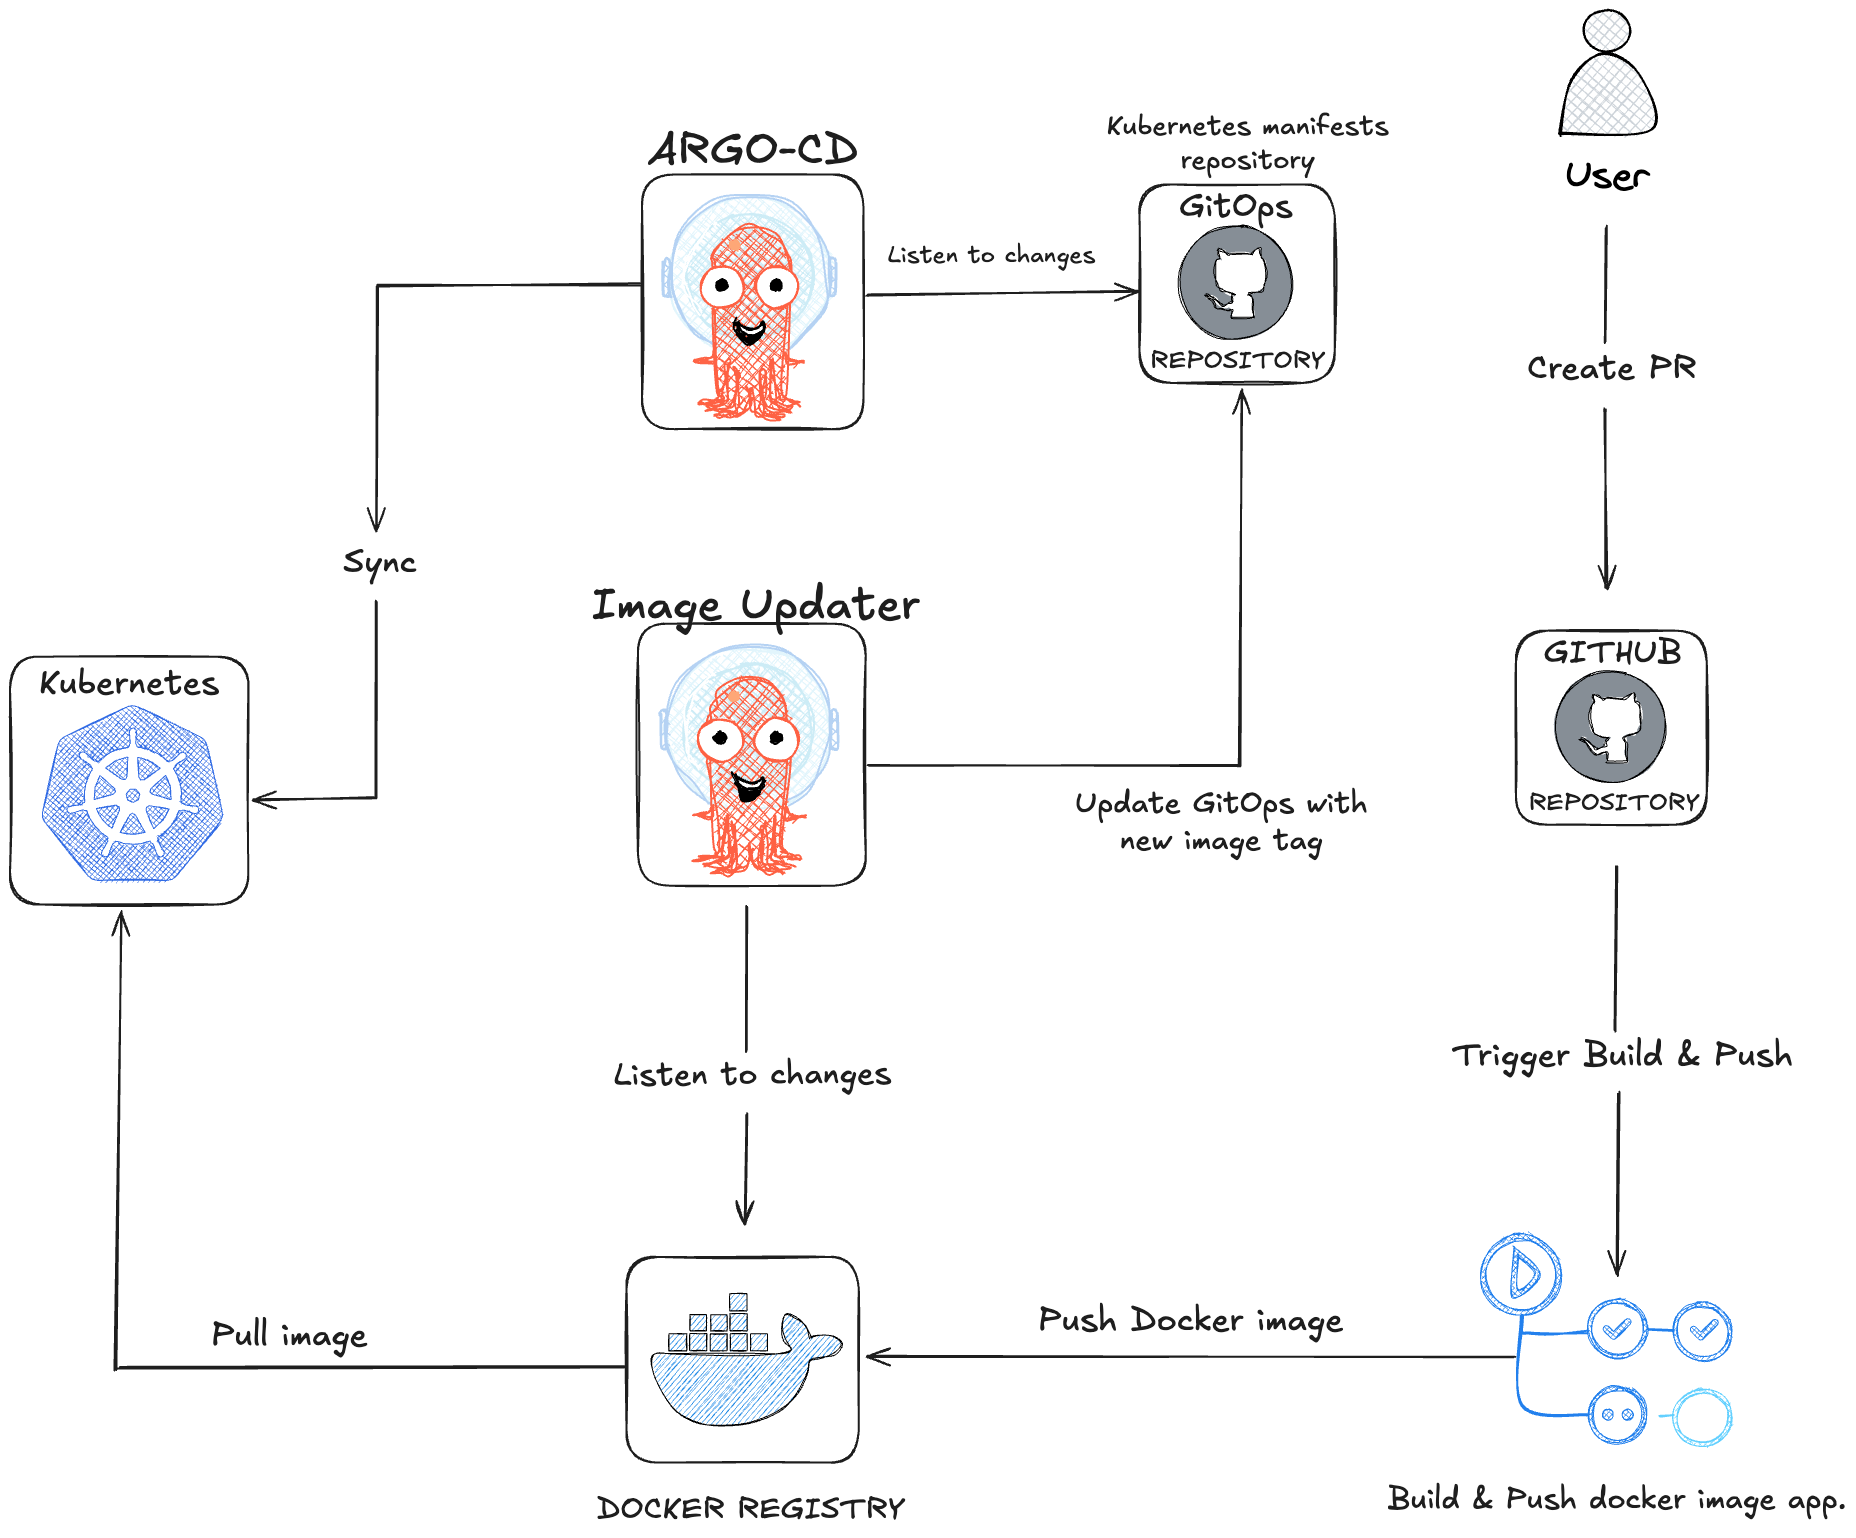 Kubernetes manifests
repository
ARGO-CD
User
GitOps
Listen to changes
REPOSITORY
Create PR
Sync
Image Updater
GITHUB
Kubernetes
REPOSITORY
Update GitOps with
new image tag
Trigger Build & Push
Listen to changes
Push Docker image
Pull image
Build & Push docker image app.
DOCKER REGISTRY